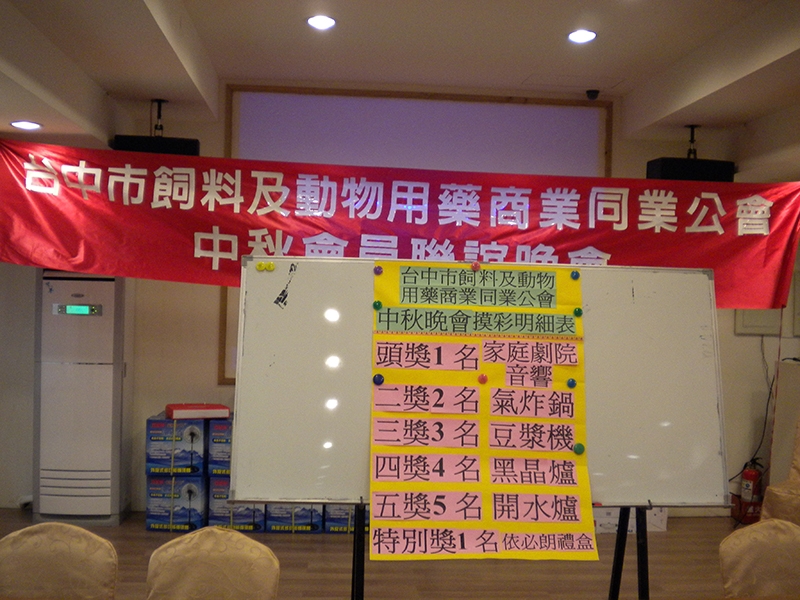 台中市飼料及動物用藥商業同業公會
中秋會員聯誼晚會
台中市飼料及動物
用藥商業同業公會
中秋晚會摸彩明細表
頭獎1名 家庭劇院
音響
二獎2名 氣炸鍋
三獎3名 豆漿機
四獎4名 黑晶爐
五獎5名 開水爐
特別獎1名 依必朗禮盒